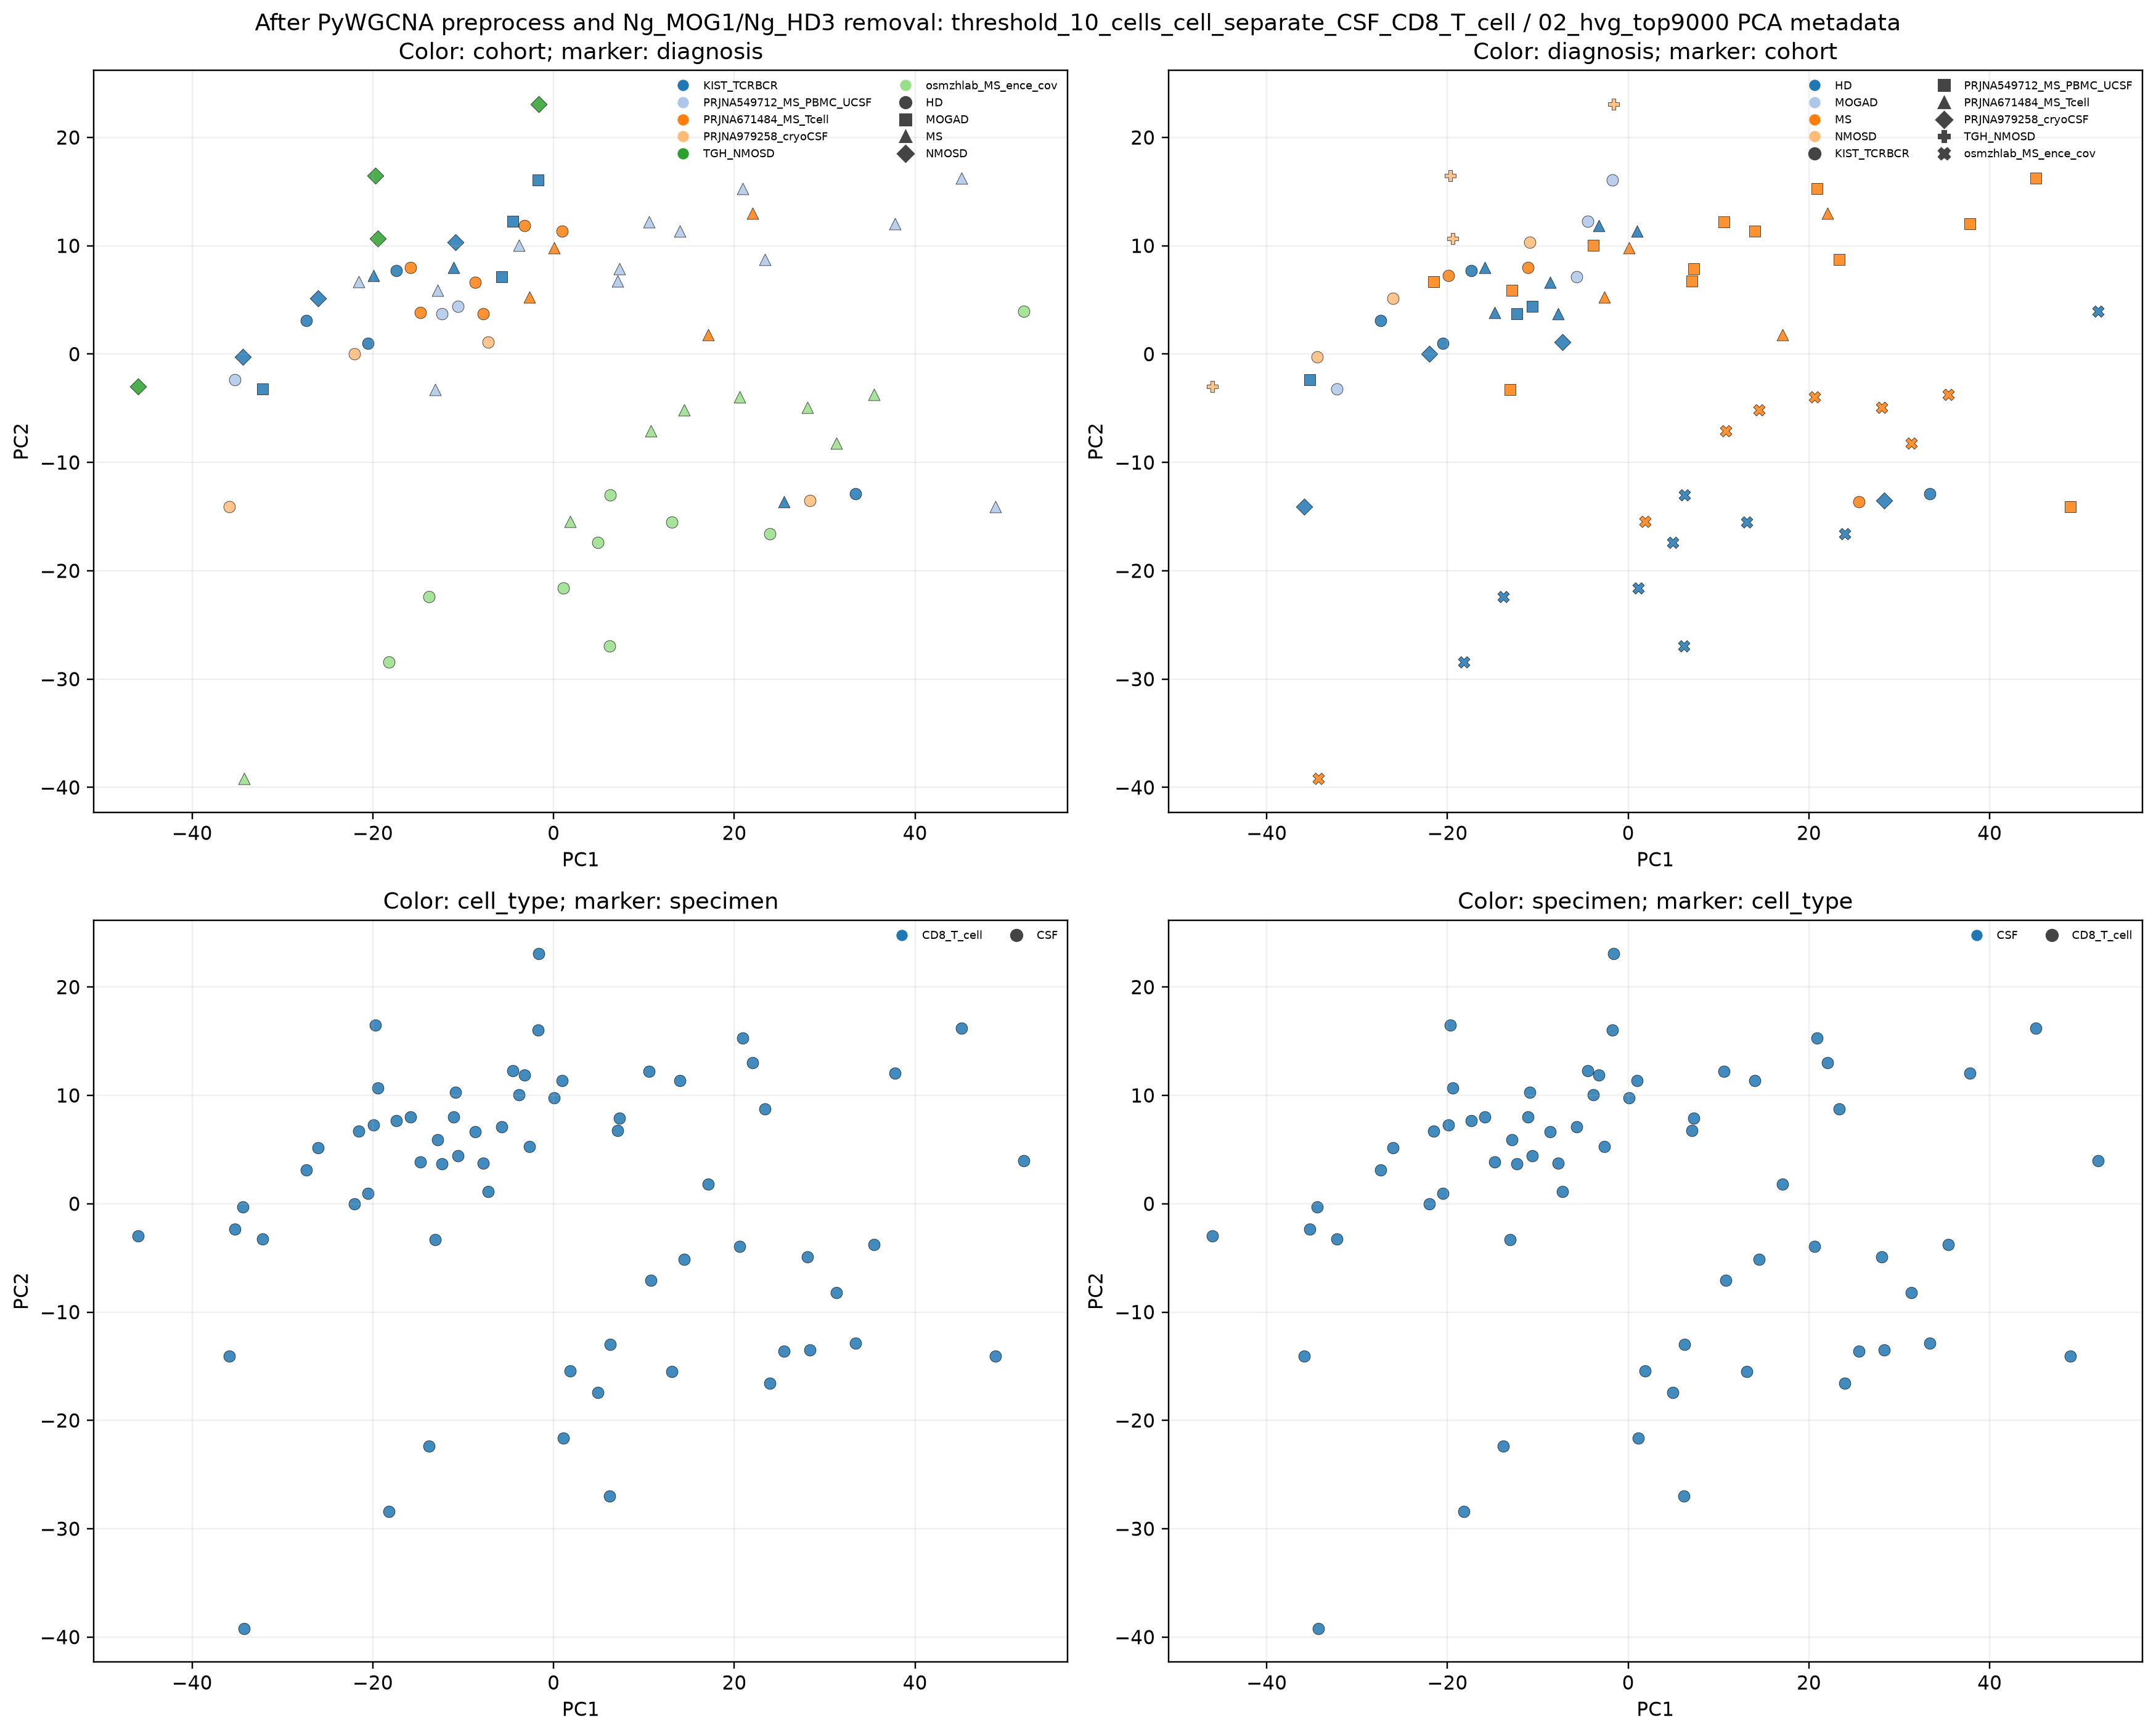 After PyWGCNA preprocess and Ng_MOG1/Ng_HD3 removal: threshold_10_cells_cell_separate_CSF_CD8_T_cell / 02_hvg_top9000 PCA metadata
Color: cohort; marker: diagnosis
KIST_TCRBCR
PRJNA549712_MS_PBMC_UCSF
PRJNA671484_MS_Tcell
PRJNA979258_cryoCSF
TGH_NMOSD
osmzhlab_MS_ence_cov
HD
MOGAD
MS
NMOSD
20
10
0
−10
−20
−30
−40
PC2
−40 −20 0 20 40
PC1
Color: diagnosis; marker: cohort
HD
MOGAD
MS
NMOSD
KIST_TCRBCR
PRJNA549712_MS_PBMC_UCSF
PRJNA671484_MS_Tcell
PRJNA979258_cryoCSF
TGH_NMOSD
osmzhlab_MS_ence_cov
20
10
0
−10
−20
−30
−40
PC2
−40 −20 0 20 40
PC1
Color: cell_type; marker: specimen
CD8_T_cell CSF
20
10
0
−10
−20
−30
−40
PC2
−40 −20 0 20 40
PC1
Color: specimen; marker: cell_type
CSF CD8_T_cell
20
10
0
−10
−20
−30
−40
PC2
−40 −20 0 20 40
PC1